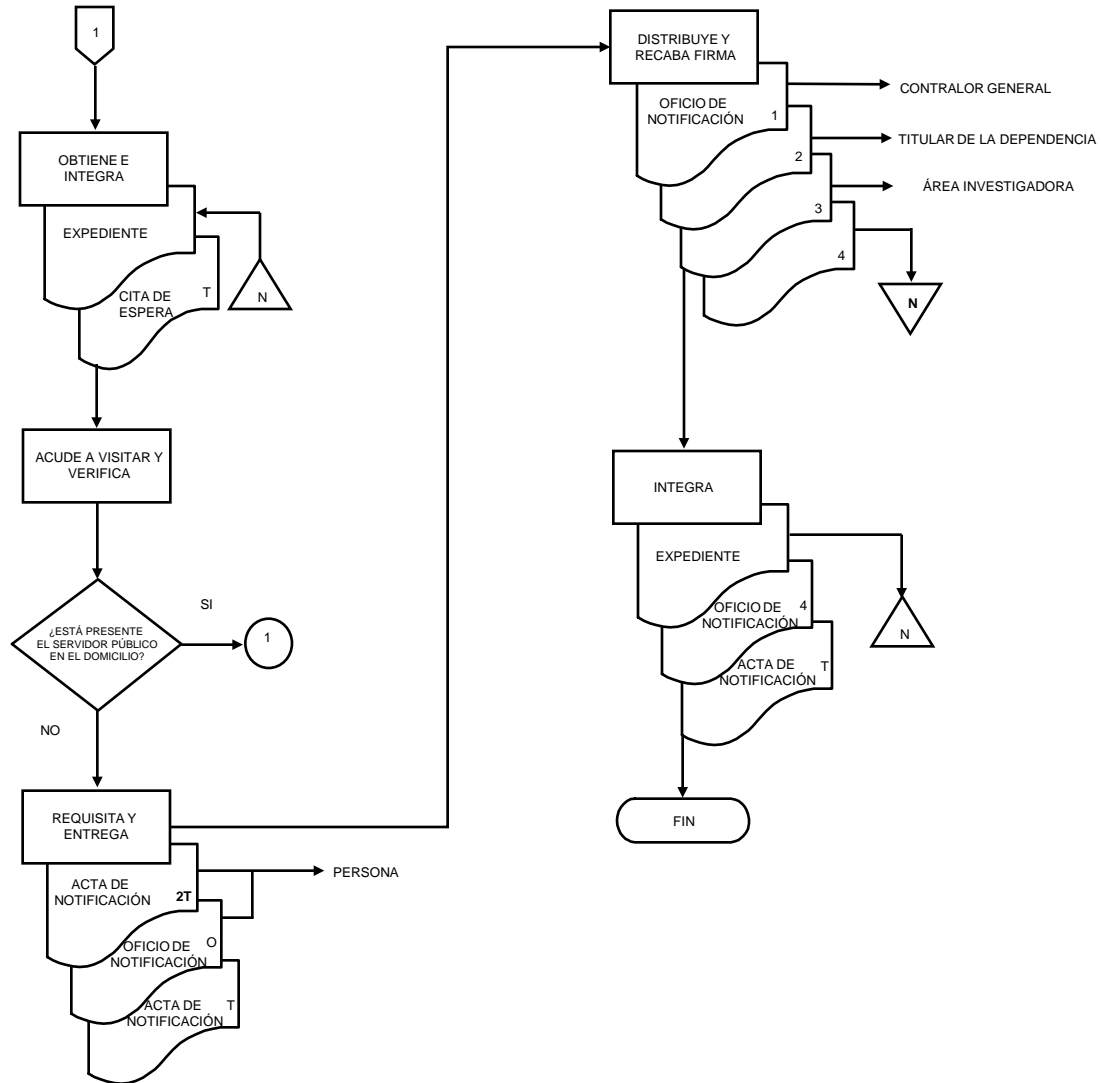 1
OBTIENE E
INTEGRA
EXPEDIENTE
CITA DE
ESPERA
T
N
ACUDE A VISITAR Y
VERIFICA
¿ESTÁ PRESENTE
EL SERVIDOR PÚBLICO
EN EL DOMICILIO?
SI
1
NO
REQUISITA Y
ENTREGA
ACTA DE
NOTIFICACIÓN
2T
PERSONA
OFICIO DE
NOTIFICACIÓN
O
ACTA DE
NOTIFICACIÓN
T
DISTRIBUYE Y
RECABA FIRMA
OFICIO DE
NOTIFICACIÓN
1
CONTRALOR GENERAL
2
TITULAR DE LA DEPENDENCIA
3
ÁREA INVESTIGADORA
4
N
INTEGRA
EXPEDIENTE
OFICIO DE
NOTIFICACIÓN
4
N
ACTA DE
NOTIFICACIÓN
T
FIN